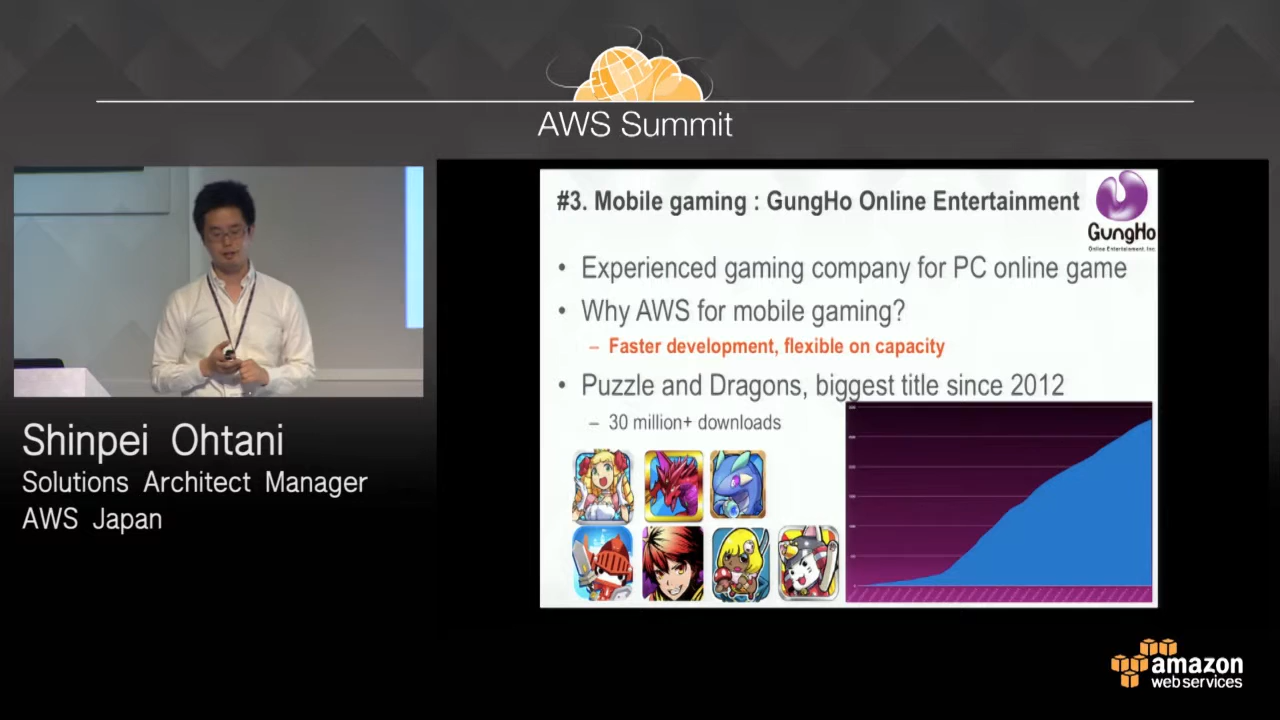 AWS Summit
#3. Mobile gaming : GungHo Online Entertainment
GungHo
Online Entertainment, Inc
• Experienced gaming company for PC online game
• Why AWS for mobile gaming?
– Faster development, flexible on capacity
• Puzzle and Dragons, biggest title since 2012
– 30 million+ downloads
Shinpei Ohtani
Solutions Architect Manager
AWS Japan
amazon
web services